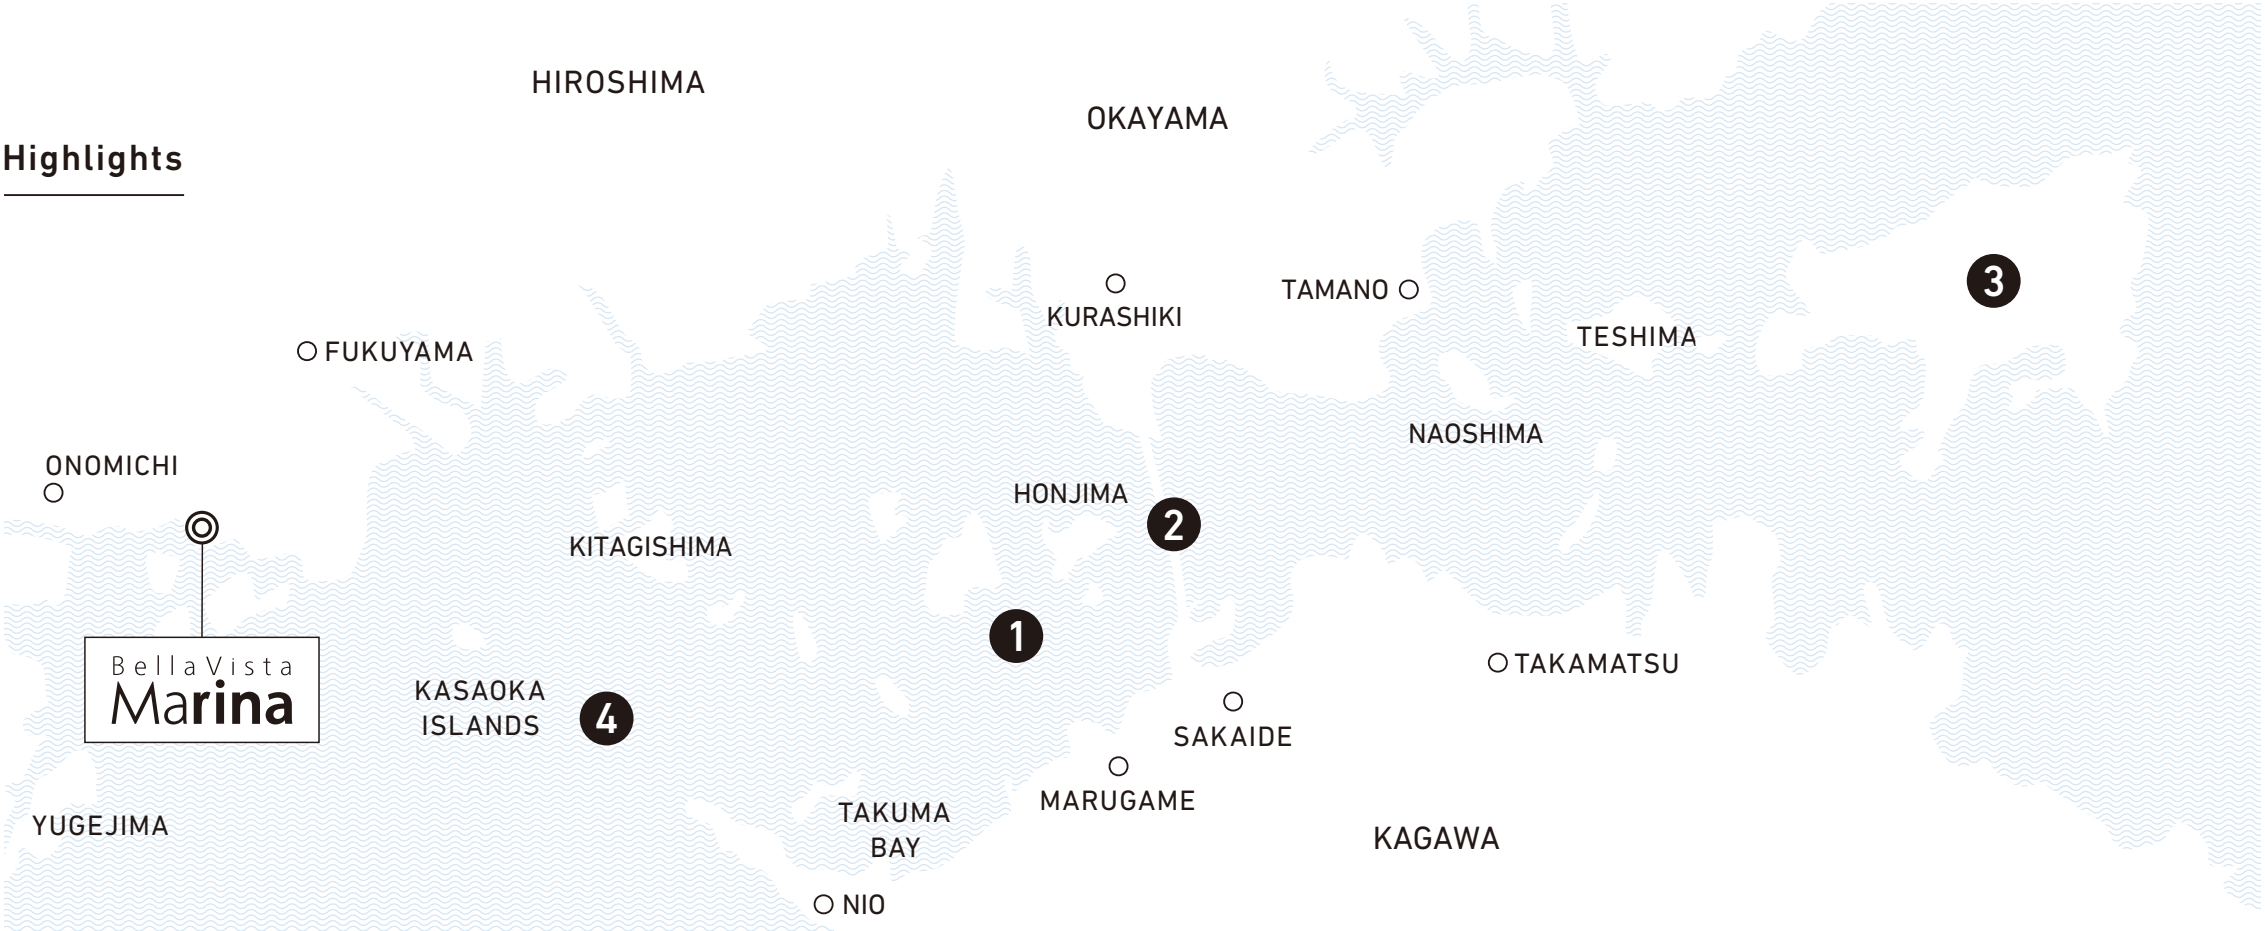 HIROSHIMA
OKAYAMA
Highlights
3
KURASHIKI
TAMANO
TESHIMA
FUKUYAMA
NAOSHIMA
ONOMICHI
HONJIMA
2
KITAGISHIMA
1
BellaVista
Marina
KASAOKA
ISLANDS
4
TAKAMATSU
SAKAIDE
MARUGAME
YUGEJIMA
TAKUMA
BAY
KAGAWA
NIO